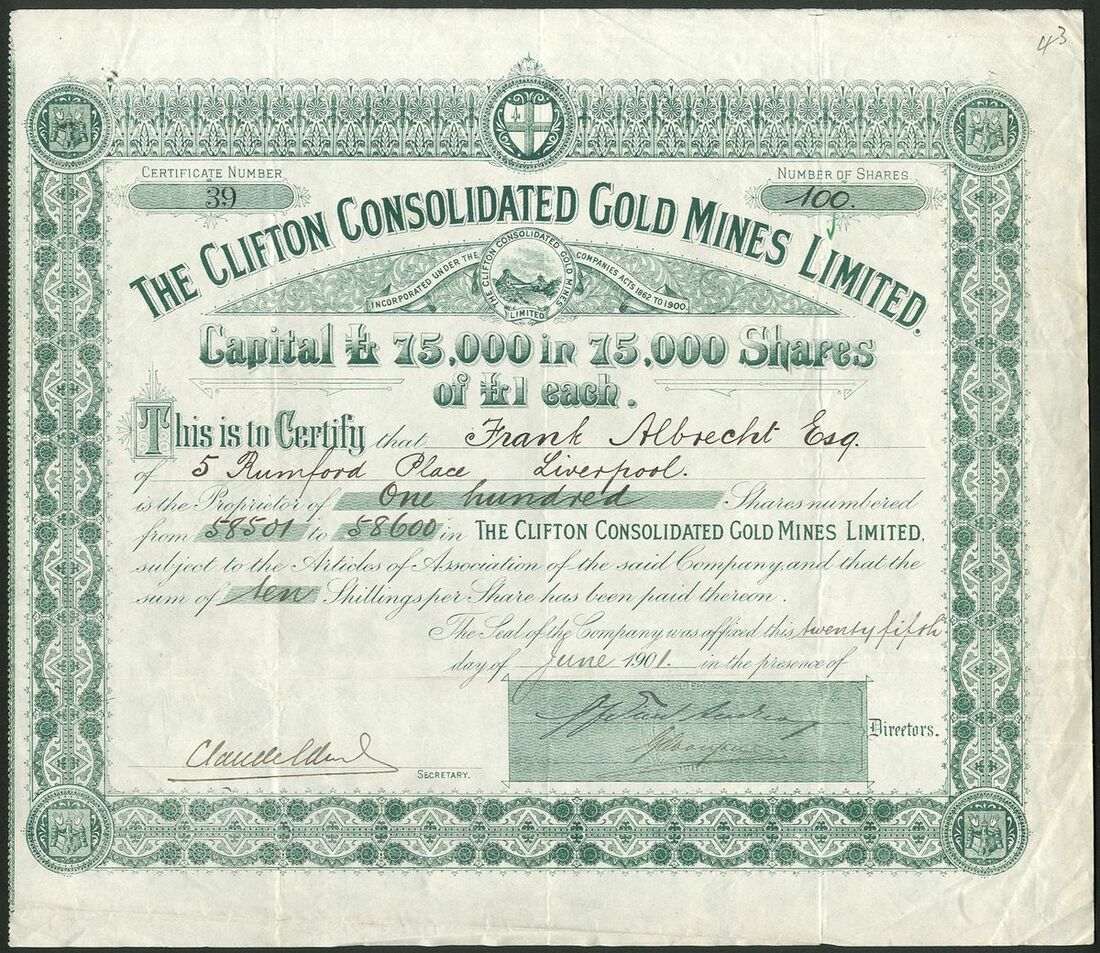 43
CERTIFICATE NUMBER
39
NUMBER OF SHARES
100.
THE CLIFTON CONSOLIDATED GOLD MINES LIMITED.
INCORPORATED UNDER THE COMPANIES ACTS 1862 TO 1900
THE CLIFTON CONSOLIDATED GOLD MINES
LIMITED
Capital £ 75,000 in 75,000 Shares
of £1 each.
This is to Certify that Frank Albrecht Esq.
of 5 Rumford Place Liverpool.
is the Proprietor of One hundred Shares numbered
from 58501 to 58600 in THE CLIFTON CONSOLIDATED GOLD MINES LIMITED,
subject to the Articles of Association of the said Company, and that the
sum of ten Shillings per Share has been paid thereon.
The Seal of the Company was affixed this twenty fifth
day of June 1901. in the presence of
Directors.
SECRETARY.